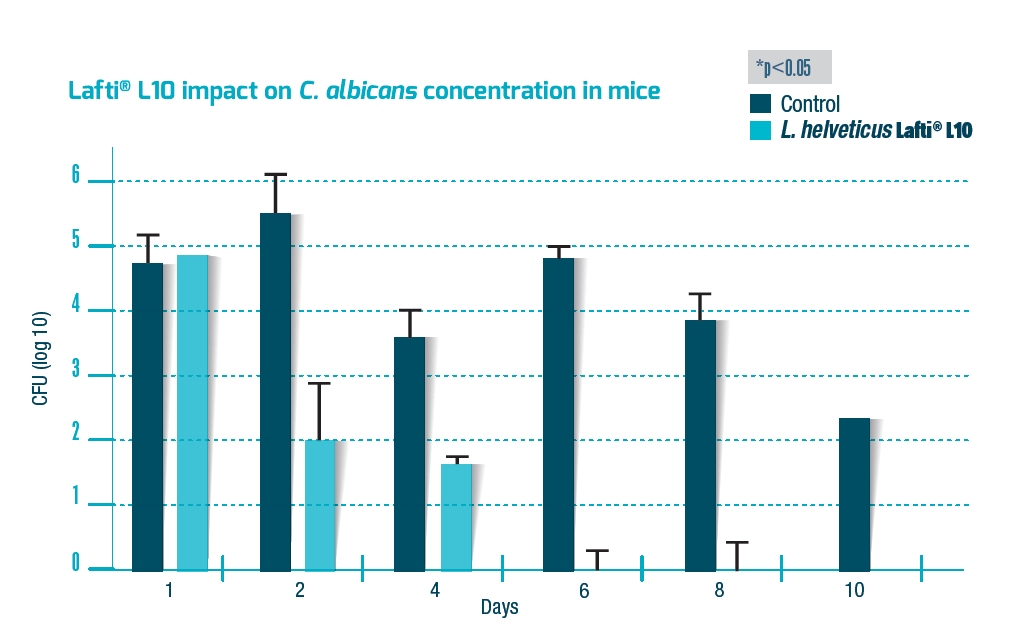 *p<0.05
Lafti® L10 impact on C. albicans concentration in mice
Control
L. helveticus Lafti® L10
6
5
4
3
2
1
0
CFU (log 10)
1 2 4 6 8 10
Days